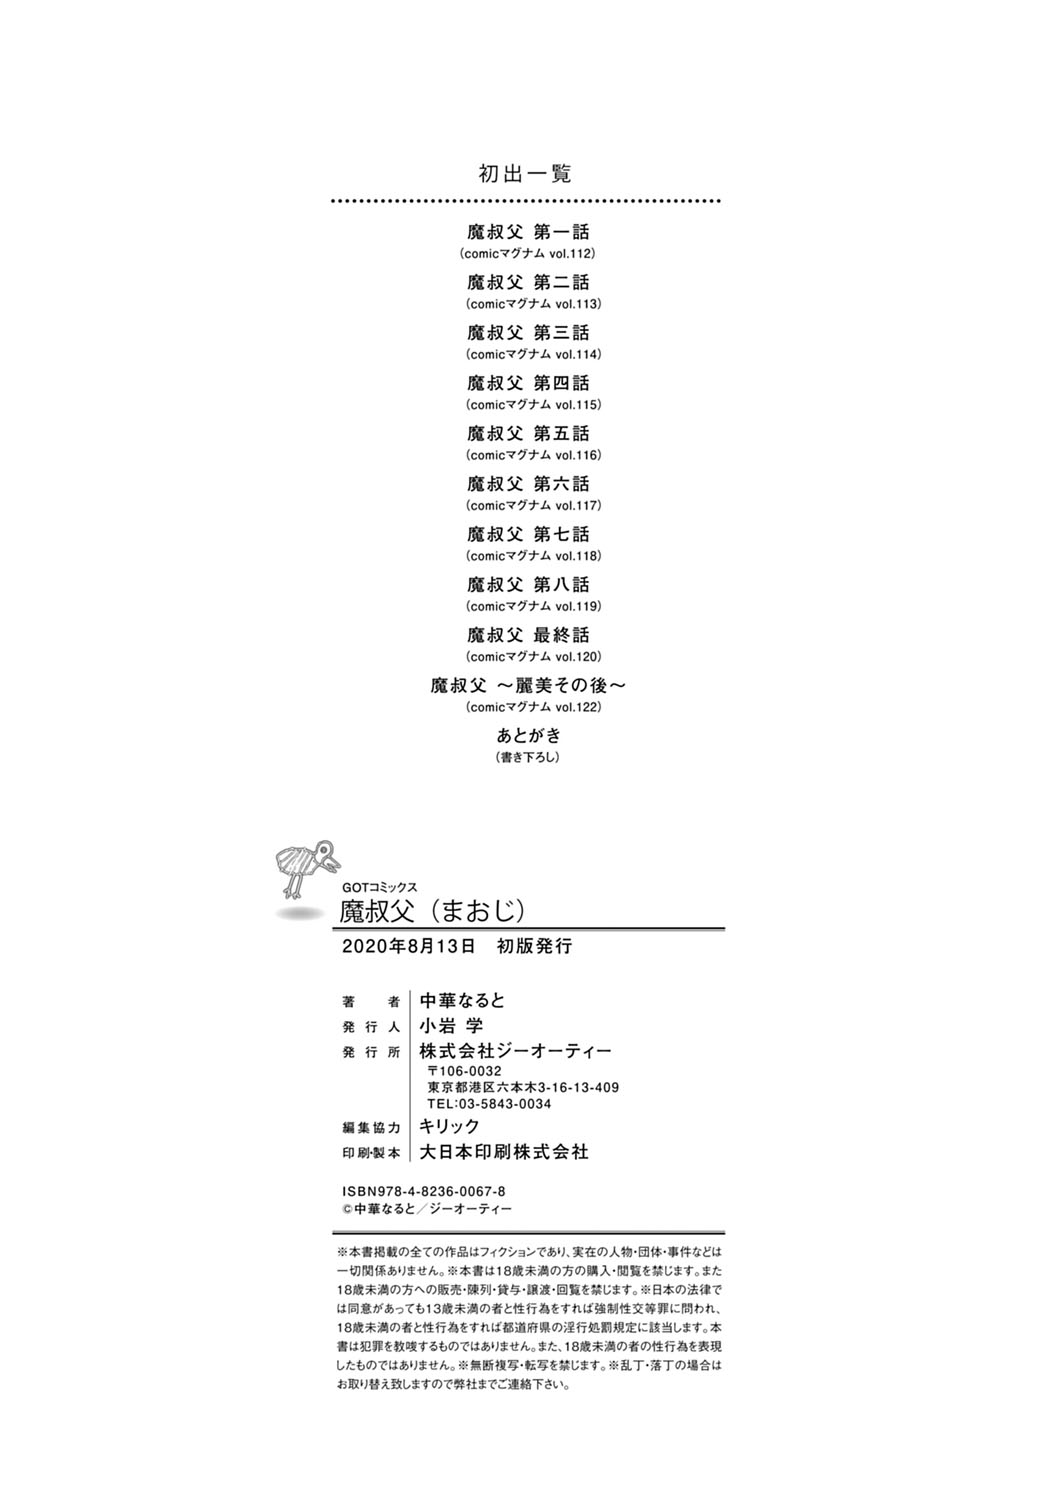 初出一覧
魔叔父 第一話
(comicマグナム vol.112)
魔叔父 第二話
(comicマグナム vol.113)
魔叔父 第三話
(comicマグナム vol.114)
魔叔父 第四話
(comicマグナム vol.115)
魔叔父 第五話
(comicマグナム vol.116)
魔叔父 第六話
(comicマグナム vol.117)
魔叔父 第七話
(comicマグナム vol.118)
魔叔父 第八話
(comicマグナム vol.119)
魔叔父 最終話
(comicマグナム vol.120)
魔叔父 ～麗美その後～
(comicマグナム vol.122)
あとがき
(書き下ろし)
GOTコミックス
魔叔父（まおじ）
2020年8月13日 初版発行
著者 中華なると
発行人 小岩 学
発行所 株式会社ジーオーティー
〒106-0032
東京都港区六本木3-16-13-409
TEL:03-5843-0034
編集協力 キリック
印刷・製本 大日本印刷株式会社
ISBN978-4-8236-0067-8
©中華なると／ジーオーティー
※本書掲載の全ての作品はフィクションであり、実在の人物・団体・事件などは
一切関係ありません。※本書は18歳未満の方の購入・閲覧を禁じます。また
18歳未満の方への販売・陳列・貸与・譲渡・回覧を禁じます。※日本の法律で
は同意があっても13歳未満の者と性行為をすれば強制性交等罪に問われ、
18歳未満の者と性行為をすれば都道府県の淫行処罰規定に該当します。本
書は犯罪を教唆するものではありません。また、18歳未満の者の性行為を表現
したものではありません。※無断複写・転写を禁じます。※乱丁・落丁の場合は
お取り替え致しますので弊社までご連絡下さい。